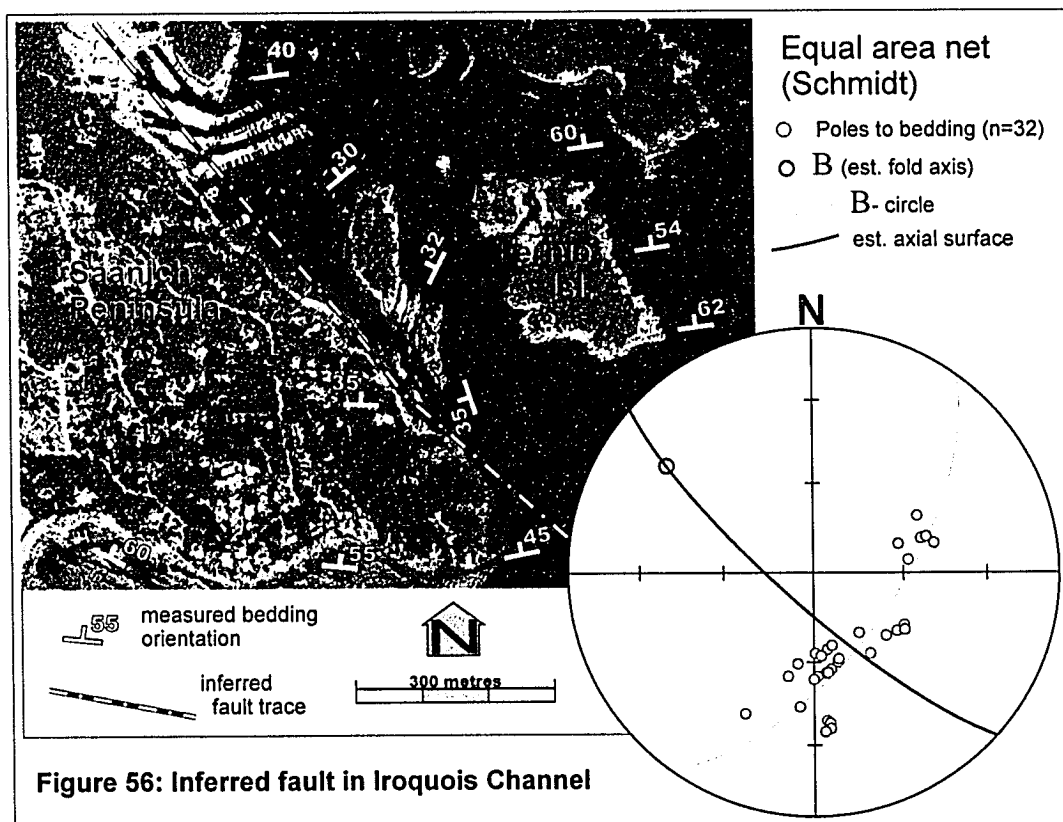 40
30
60
32
54
62
35
35
60
55
45
Saanich
Peninsula
I.
Equal area net
(Schmidt)
Poles to bedding (n=32)
B (est. fold axis)
B- circle
est. axial surface
N
55 measured bedding
orientation
N
inferred
fault trace
300 metres
Figure 56: Inferred fault in Iroquois Channel